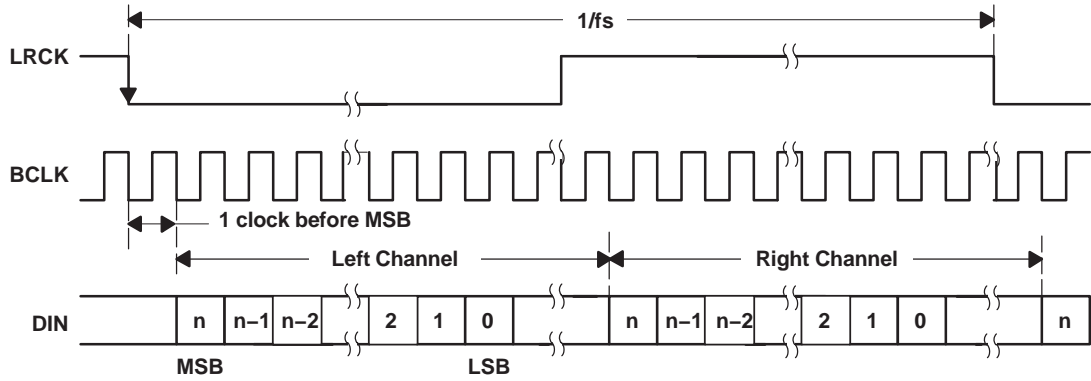 1/fs
LRCK
BCLK
1 clock before MSB
Left Channel Right Channel
DIN n n−1 n−2 2 1 0 n n−1 n−2 2 1 0 n
MSB LSB